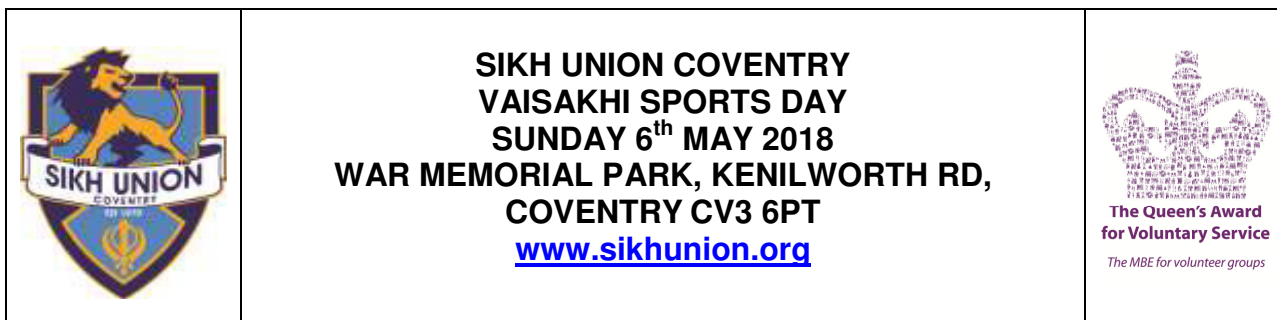 SIKH UNION
COVENTRY
SIKH UNION COVENTRY
VAISAKHI SPORTS DAY
SUNDAY 6th MAY 2018
WAR MEMORIAL PARK, KENILWORTH RD,
COVENTRY CV3 6PT
www.sikhunion.org
The Queen's Award
for Voluntary Service
The MBE for volunteer groups